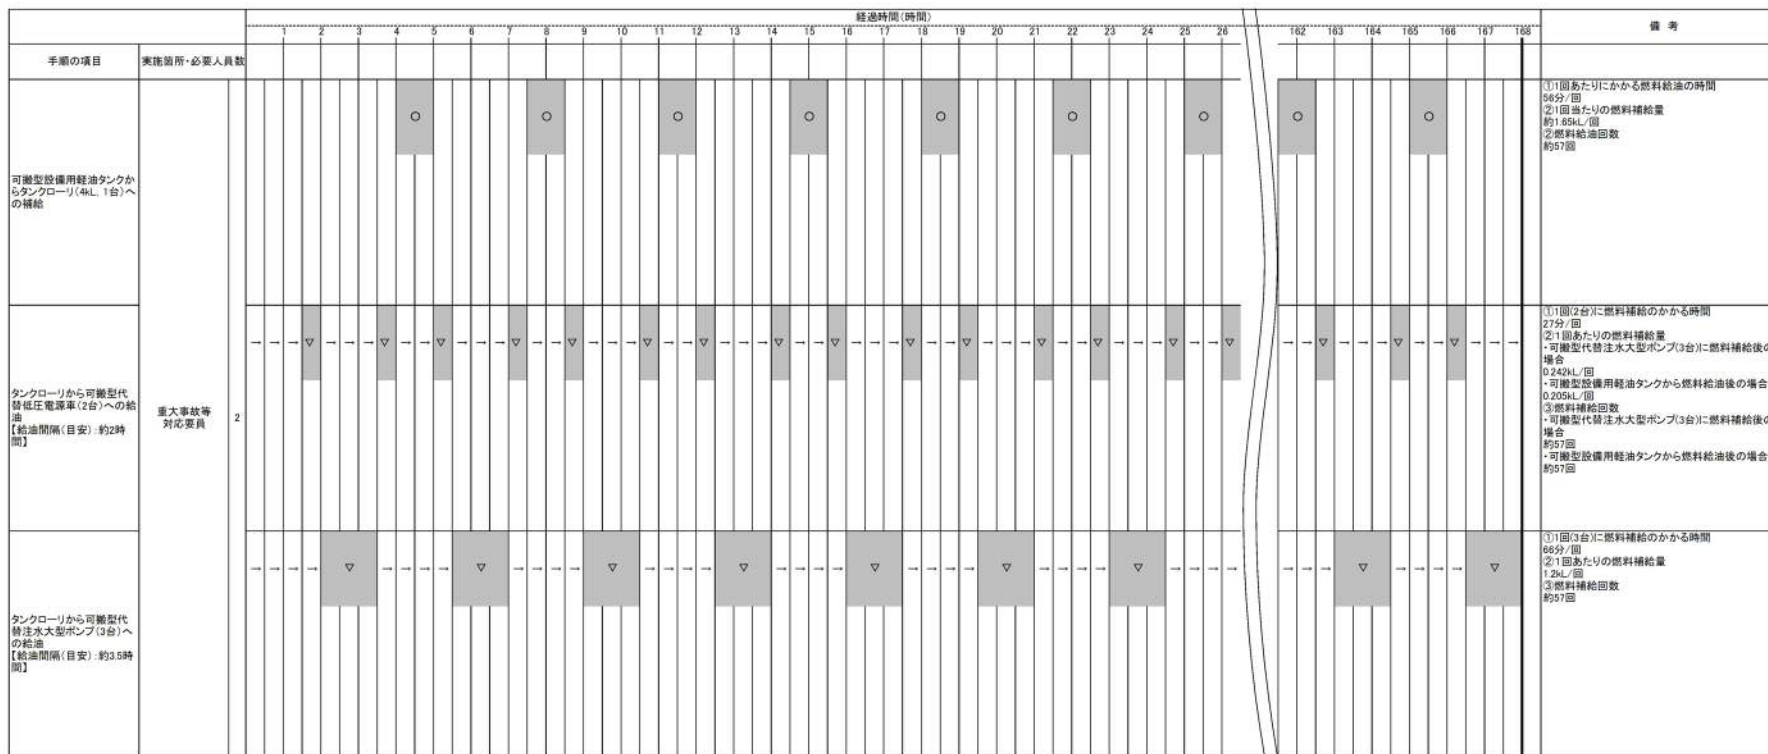 経過時間(時間)
備 考
1 2 3 4 5 6 7 8 9 10 11 12 13 14 15 16 17 18 19 20 21 22 23 24 25 26 162 163 164 165 166 167 168
手順の項目
実施箇所・必要人員数
可搬型設備用軽油タンクか
らタンクローリ(4kL, 1台)へ
の補給
○ ○ ○ ○ ○ ○ ○ ○ ○
①1回あたりにかかる燃料給油の時間
56分/回
②1回当たりの燃料補給量
約1.65kL/回
②燃料給油回数
約57回
タンクローリから可搬型代
替低圧電源車(2台)への給
油
【給油間隔(目安):約2時
間】
重大事故等
対応要員
2
→ → → ▽ → → → ▽ → → ▽ → → → ▽ → → ▽ → → → ▽ → → ▽ → → → ▽ → → ▽ → → → ▽ → → ▽ → → → ▽ → → ▽ → → → ▽ → → ▽ → → ▽ → → → ▽ → → ▽ → → →
①1回(2台)に燃料補給のかかる時間
27分/回
②1回あたりの燃料補給量
・可搬型代替注水大型ポンプ(3台)に燃料補給後の
場合
0.242kL/回
・可搬型設備用軽油タンクから燃料給油後の場合
0.205kL/回
③燃料補給回数
・可搬型代替注水大型ポンプ(3台)に燃料補給後の
場合
約57回
・可搬型設備用軽油タンクから燃料給油後の場合
約57回
タンクローリから可搬型代
替注水大型ポンプ(3台)へ
の給油
【給油間隔(目安):約3.5時
間】
→ → → → ▽ → → → → ▽ → → → → ▽ → → → → ▽ → → → → ▽ → → → → ▽ → → → → ▽ → → → → → → → ▽ → → → → ▽
①1回(3台)に燃料補給のかかる時間
66分/回
②1回あたりの燃料補給量
1.2kL/回
③燃料補給回数
約57回